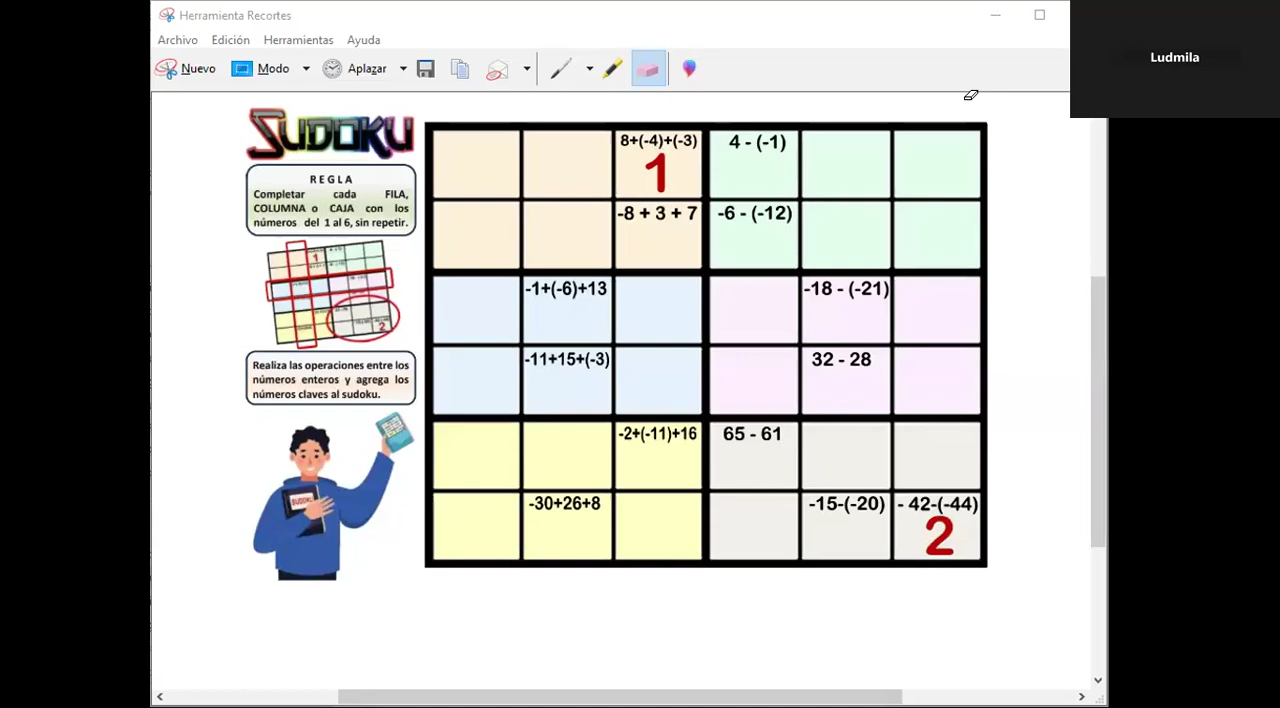 Herramienta Recortes
Archivo Edición Herramientas Ayuda
Nuevo Modo Aplazar
Ludmila
SUDOKU
REGLA
Completar cada FILA,
COLUMNA o CAJA con los
números del 1 al 6, sin repetir.
1
2
Realiza las operaciones entre los
números enteros y agrega los
números claves al sudoku.
SUDOKU
8+(-4)+(-3) 4 - (-1)
1
-8 + 3 + 7 -6 - (-12)
-1+(-6)+13 -18 - (-21)
-11+15+(-3) 32 - 28
-2+(-11)+16 65 - 61
-30+26+8 -15-(-20) - 42-(-44)
2